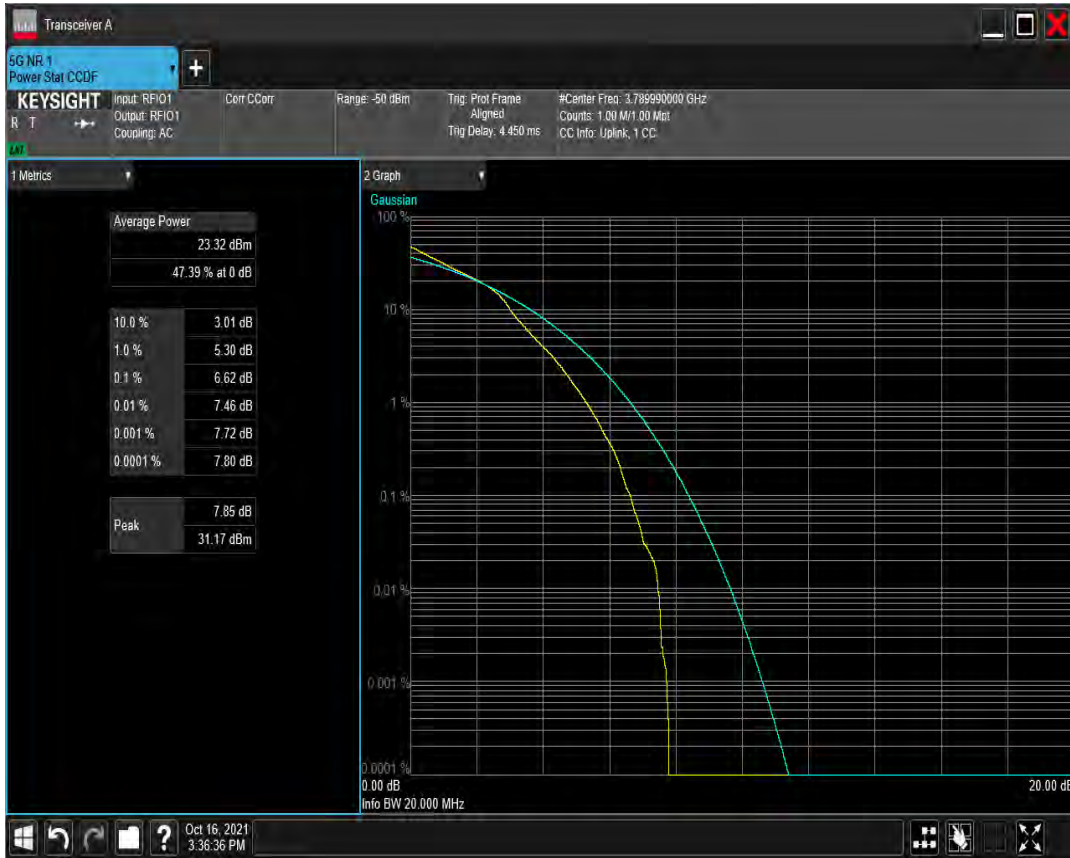 Transceiver A
5G NR 1
Power Stat CCDF
+
KEYSIGHT
R T
LXI
Input: RFIO1
Output: RFIO1
Coupling: AC
Corr CCorr
Range: -50 dBm
Trig: Prot Frame
Aligned
Trig Delay: 4.450 ms
#Center Freq: 3.789990000 GHz
Counts: 1.00 M/1.00 Mpt
CC Info: Uplink, 1 CC
1 Metrics
Average Power
23.32 dBm
47.39 % at 0 dB
10.0 % 3.01 dB
1.0 % 5.30 dB
0.1 % 6.62 dB
0.01 % 7.46 dB
0.001 % 7.72 dB
0.0001 % 7.80 dB
Peak
7.85 dB
31.17 dBm
2 Graph
Gaussian
100 %
10 %
1 %
0.1 %
0.01 %
0.001 %
0.0001 %
0.00 dB 20.00 dB
Info BW 20.000 MHz
?
Oct 16, 2021
3:36:36 PM